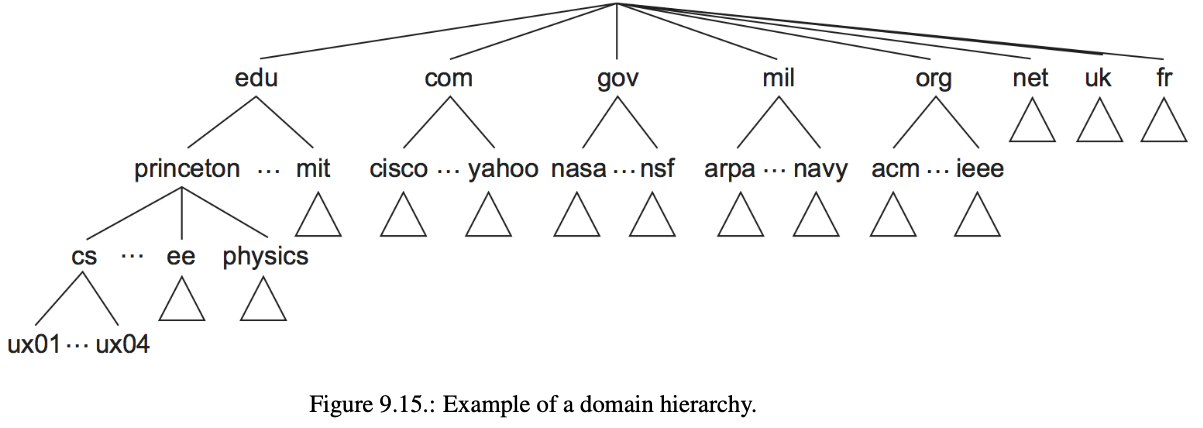 edu com gov mil org net uk fr
princeton ... mit cisco ... yahoo nasa ... nsf arpa ... navy acm ... ieee
cs ... ee physics
ux01 ... ux04
Figure 9.15.: Example of a domain hierarchy.